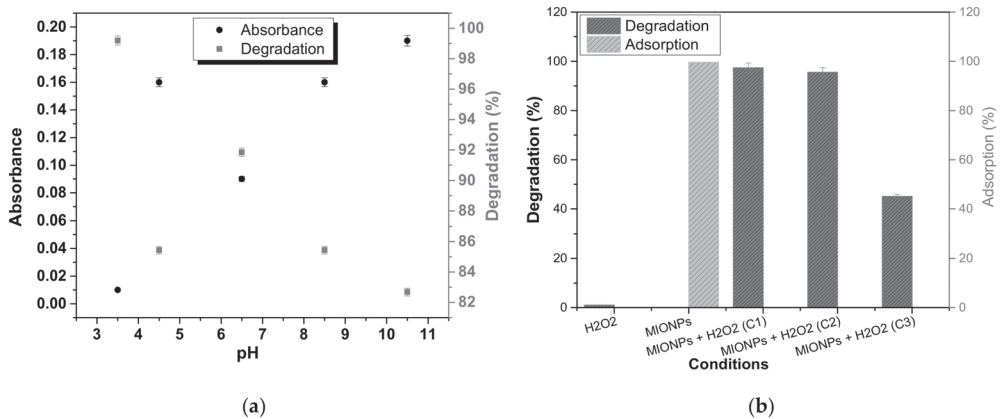 Absorbance
Degradation
0.20
0.18
0.16
0.14
0.12
0.10
0.08
0.06
0.04
0.02
0.00
Absorbance
100
98
96
94
92
90
88
86
84
82
Degradation (%)
3 4 5 6 7 8 9 10 11
pH
(a)
Degradation
Adsorption
120
100
80
60
40
20
0
Degradation (%)
120
100
80
60
40
20
0
Adsorption (%)
H2O2
MIONPs
MIONPs + H2O2 (C1)
MIONPs + H2O2 (C2)
MIONPs + H2O2 (C3)
Conditions
(b)